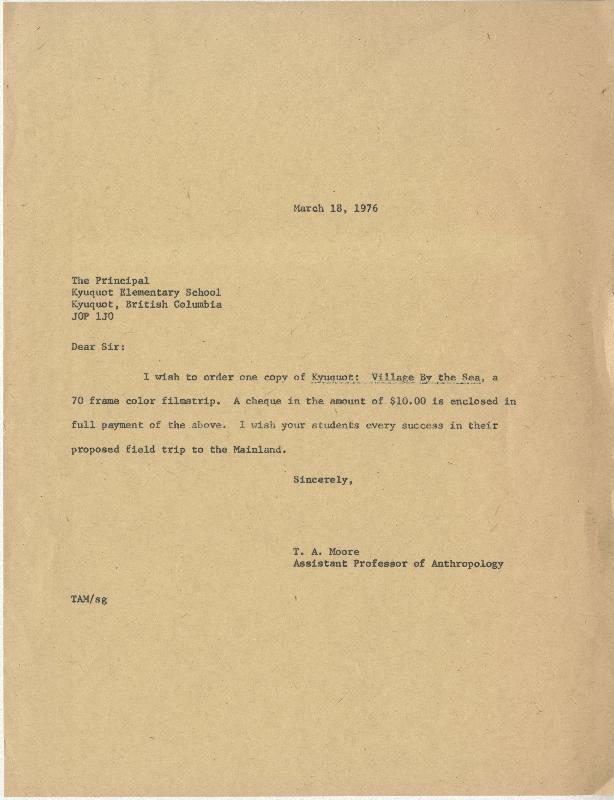 March 18, 1976
The Principal
Kyuquot Elementary School
Kyuquot, British Columbia
JOP 1JO
Dear Sir:
I wish to order one copy of Kyuquot: Village By the Sea, a
70 frame color filmstrip. A cheque in the amount of $10.00 is enclosed in
full payment of the above. I wish your students every success in their
proposed field trip to the Mainland.
Sincerely,
T. A. Moore
Assistant Professor of Anthropology
TAM/sg